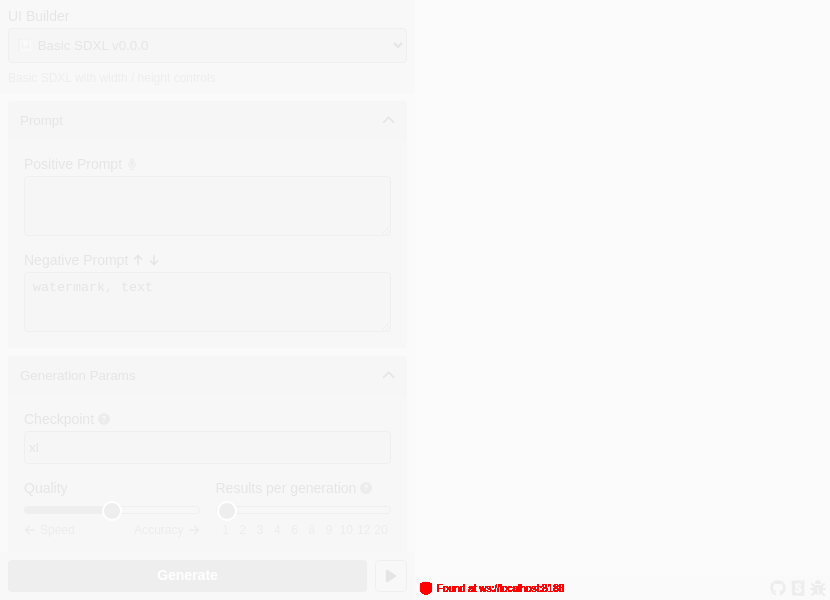 UI Builder
Basic SDXL v0.0.0
Basic SDXL with width / height controls
Prompt
Positive Prompt
Negative Prompt
watermark, text
Generation Params
Checkpoint
xl
Quality
Results per generation
Speed Accuracy
1 2 3 4 6 8 9 10 12 20
Generate
Found at ws://localhost:8188